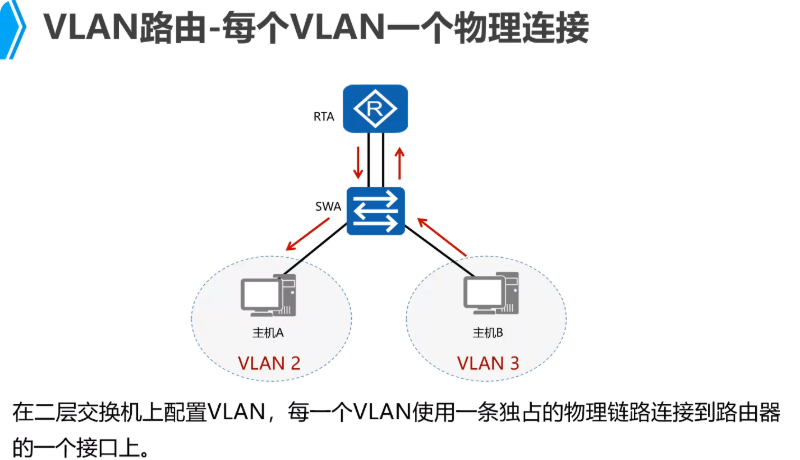 VLAN路由-每个VLAN一个物理连接
R
RTA
SWA
主机A
主机B
VLAN 2
VLAN 3
在二层交换机上配置VLAN，每一个VLAN使用一条独占的物理链路连接到路由器
的一个接口上。